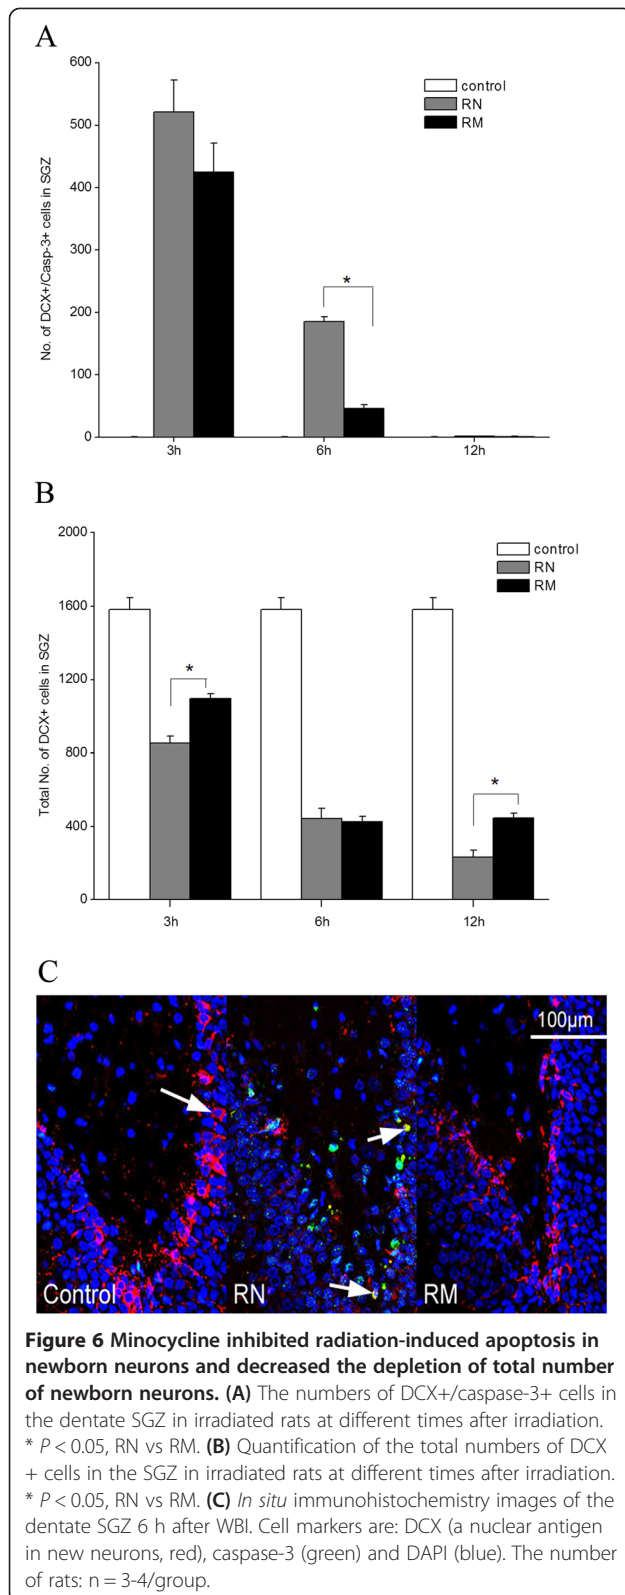 A
600
500
400
300
200
100
0
No. of DCX+/Casp-3+ cells in SGZ
control
RN
RM
*
3h
6h
12h
B
2000
1600
1200
800
400
0
Total No. of DCX+ cells in SGZ
control
RN
RM
*
*
3h
6h
12h
C
100µm
Control
RN
RM
Figure 6 Minocycline inhibited radiation-induced apoptosis in
newborn neurons and decreased the depletion of total number
of newborn neurons. (A) The numbers of DCX+/caspase-3+ cells in
the dentate SGZ in irradiated rats at different times after irradiation.
* P < 0.05, RN vs RM. (B) Quantification of the total numbers of DCX
+ cells in the SGZ in irradiated rats at different times after irradiation.
* P < 0.05, RN vs RM. (C) In situ immunohistochemistry images of the
dentate SGZ 6 h after WBI. Cell markers are: DCX (a nuclear antigen
in new neurons, red), caspase-3 (green) and DAPI (blue). The number
of rats: n = 3-4/group.